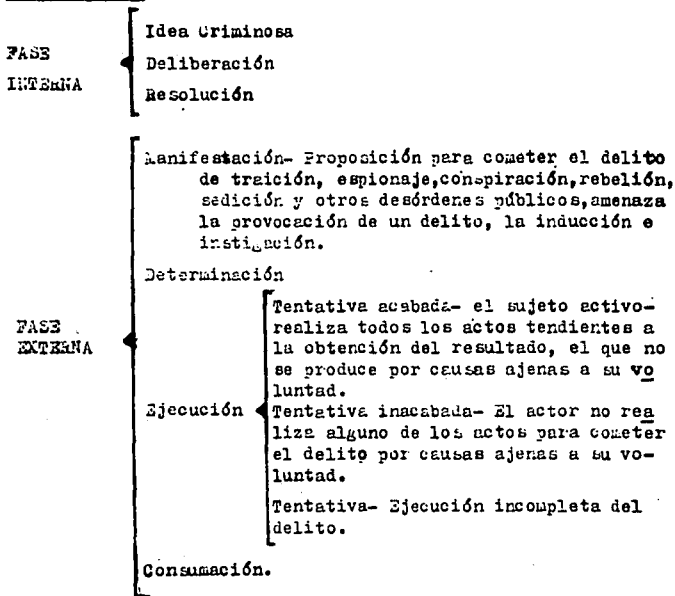 FASE
INTERNA
Idea Criminosa
Deliberación
Resolución
FASE
EXTERNA
Manifestación- Proposición para cometer el delito
de traición, espionaje,conspiración,rebelión,
sedición y otros desórdenes públicos,amenaza
la provocación de un delito, la inducción e
instigación.
Determinación
Ejecución
Tentativa acabada- el sujeto activo-
realiza todos los actos tendientes a
la obtención del resultado, el que no
se produce por causas ajenas a su vo
luntad.
Tentativa inacabada- El actor no rea
liza alguno de los actos para cometer
el delito por causas ajenas a su vo-
luntad.
Tentativa- Ejecución incompleta del
delito.
Consumación.